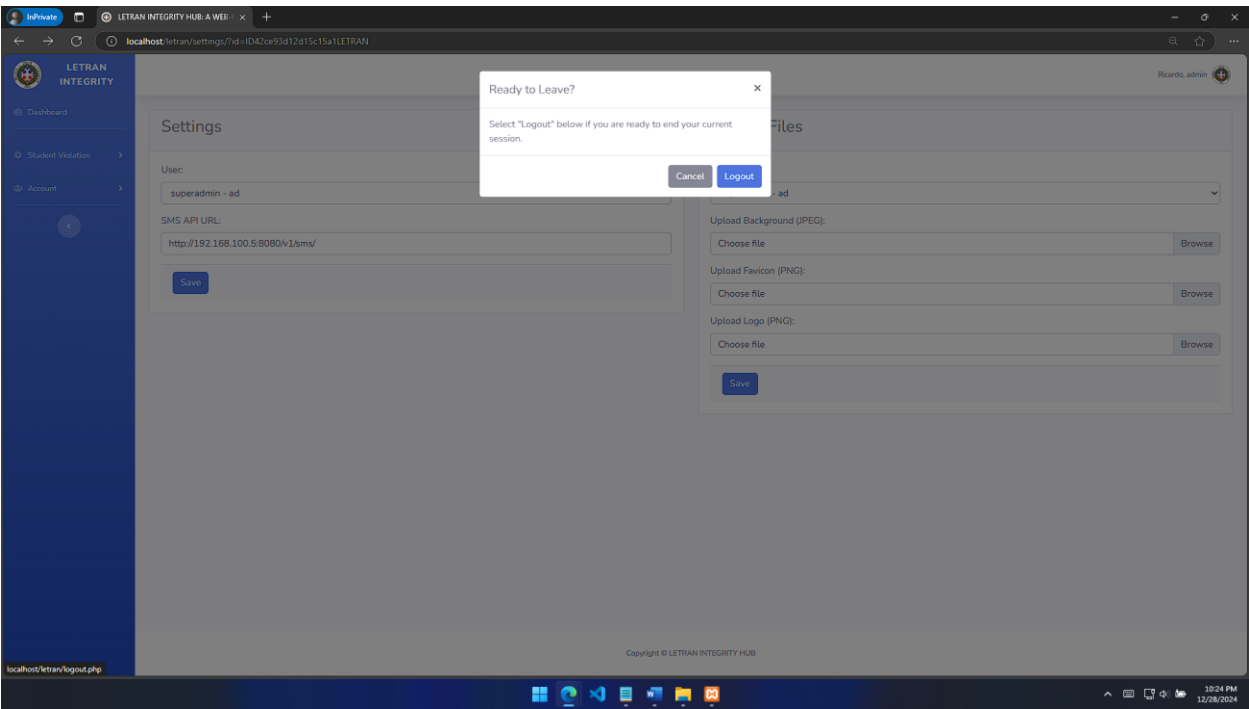 InPrivate
LETRAN INTEGRITY HUB: A WEB-
localhost/letran/settings/?id=ID42ce93d12d15c15a1LETRAN
LETRAN
INTEGRITY
Ricardo, admin
Ready to Leave?
Select "Logout" below if you are ready to end your current
session.
Cancel
Logout
Dashboard
Student Violation
Account
Settings
User:
superadmin - ad
SMS API URL:
http://192.168.100.5:8080/v1/sms/
Save
Files
- ad
Upload Background (JPEG):
Choose file
Browse
Upload Favicon (PNG):
Choose file
Browse
Upload Logo (PNG):
Choose file
Browse
Save
Copyright © LETRAN INTEGRITY HUB
localhost/letran/logout.php
10:24 PM
12/28/2024